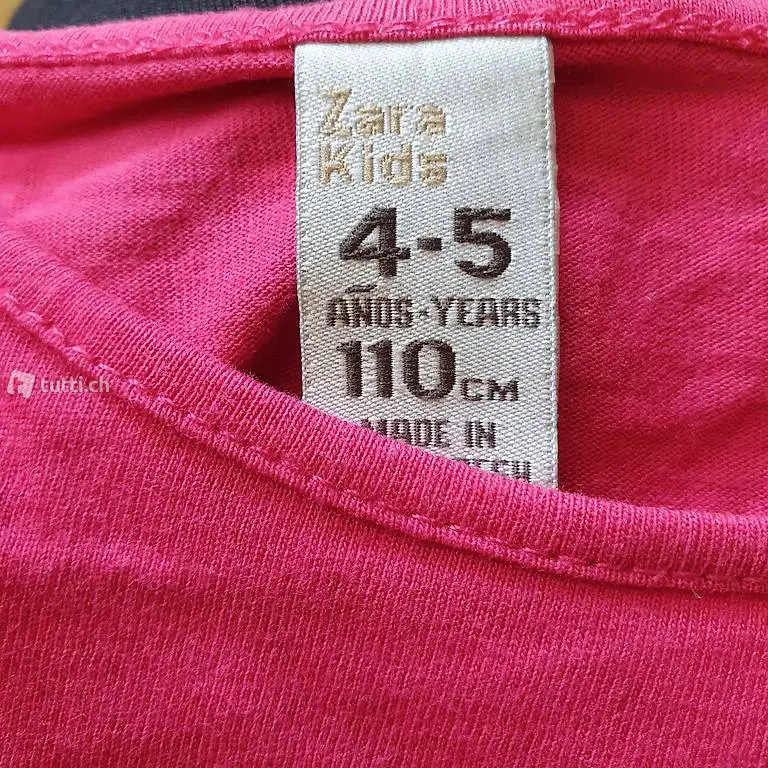 Zara
Kids
4-5
AÑOS-YEARS
110CM
MADE IN
tutti.ch